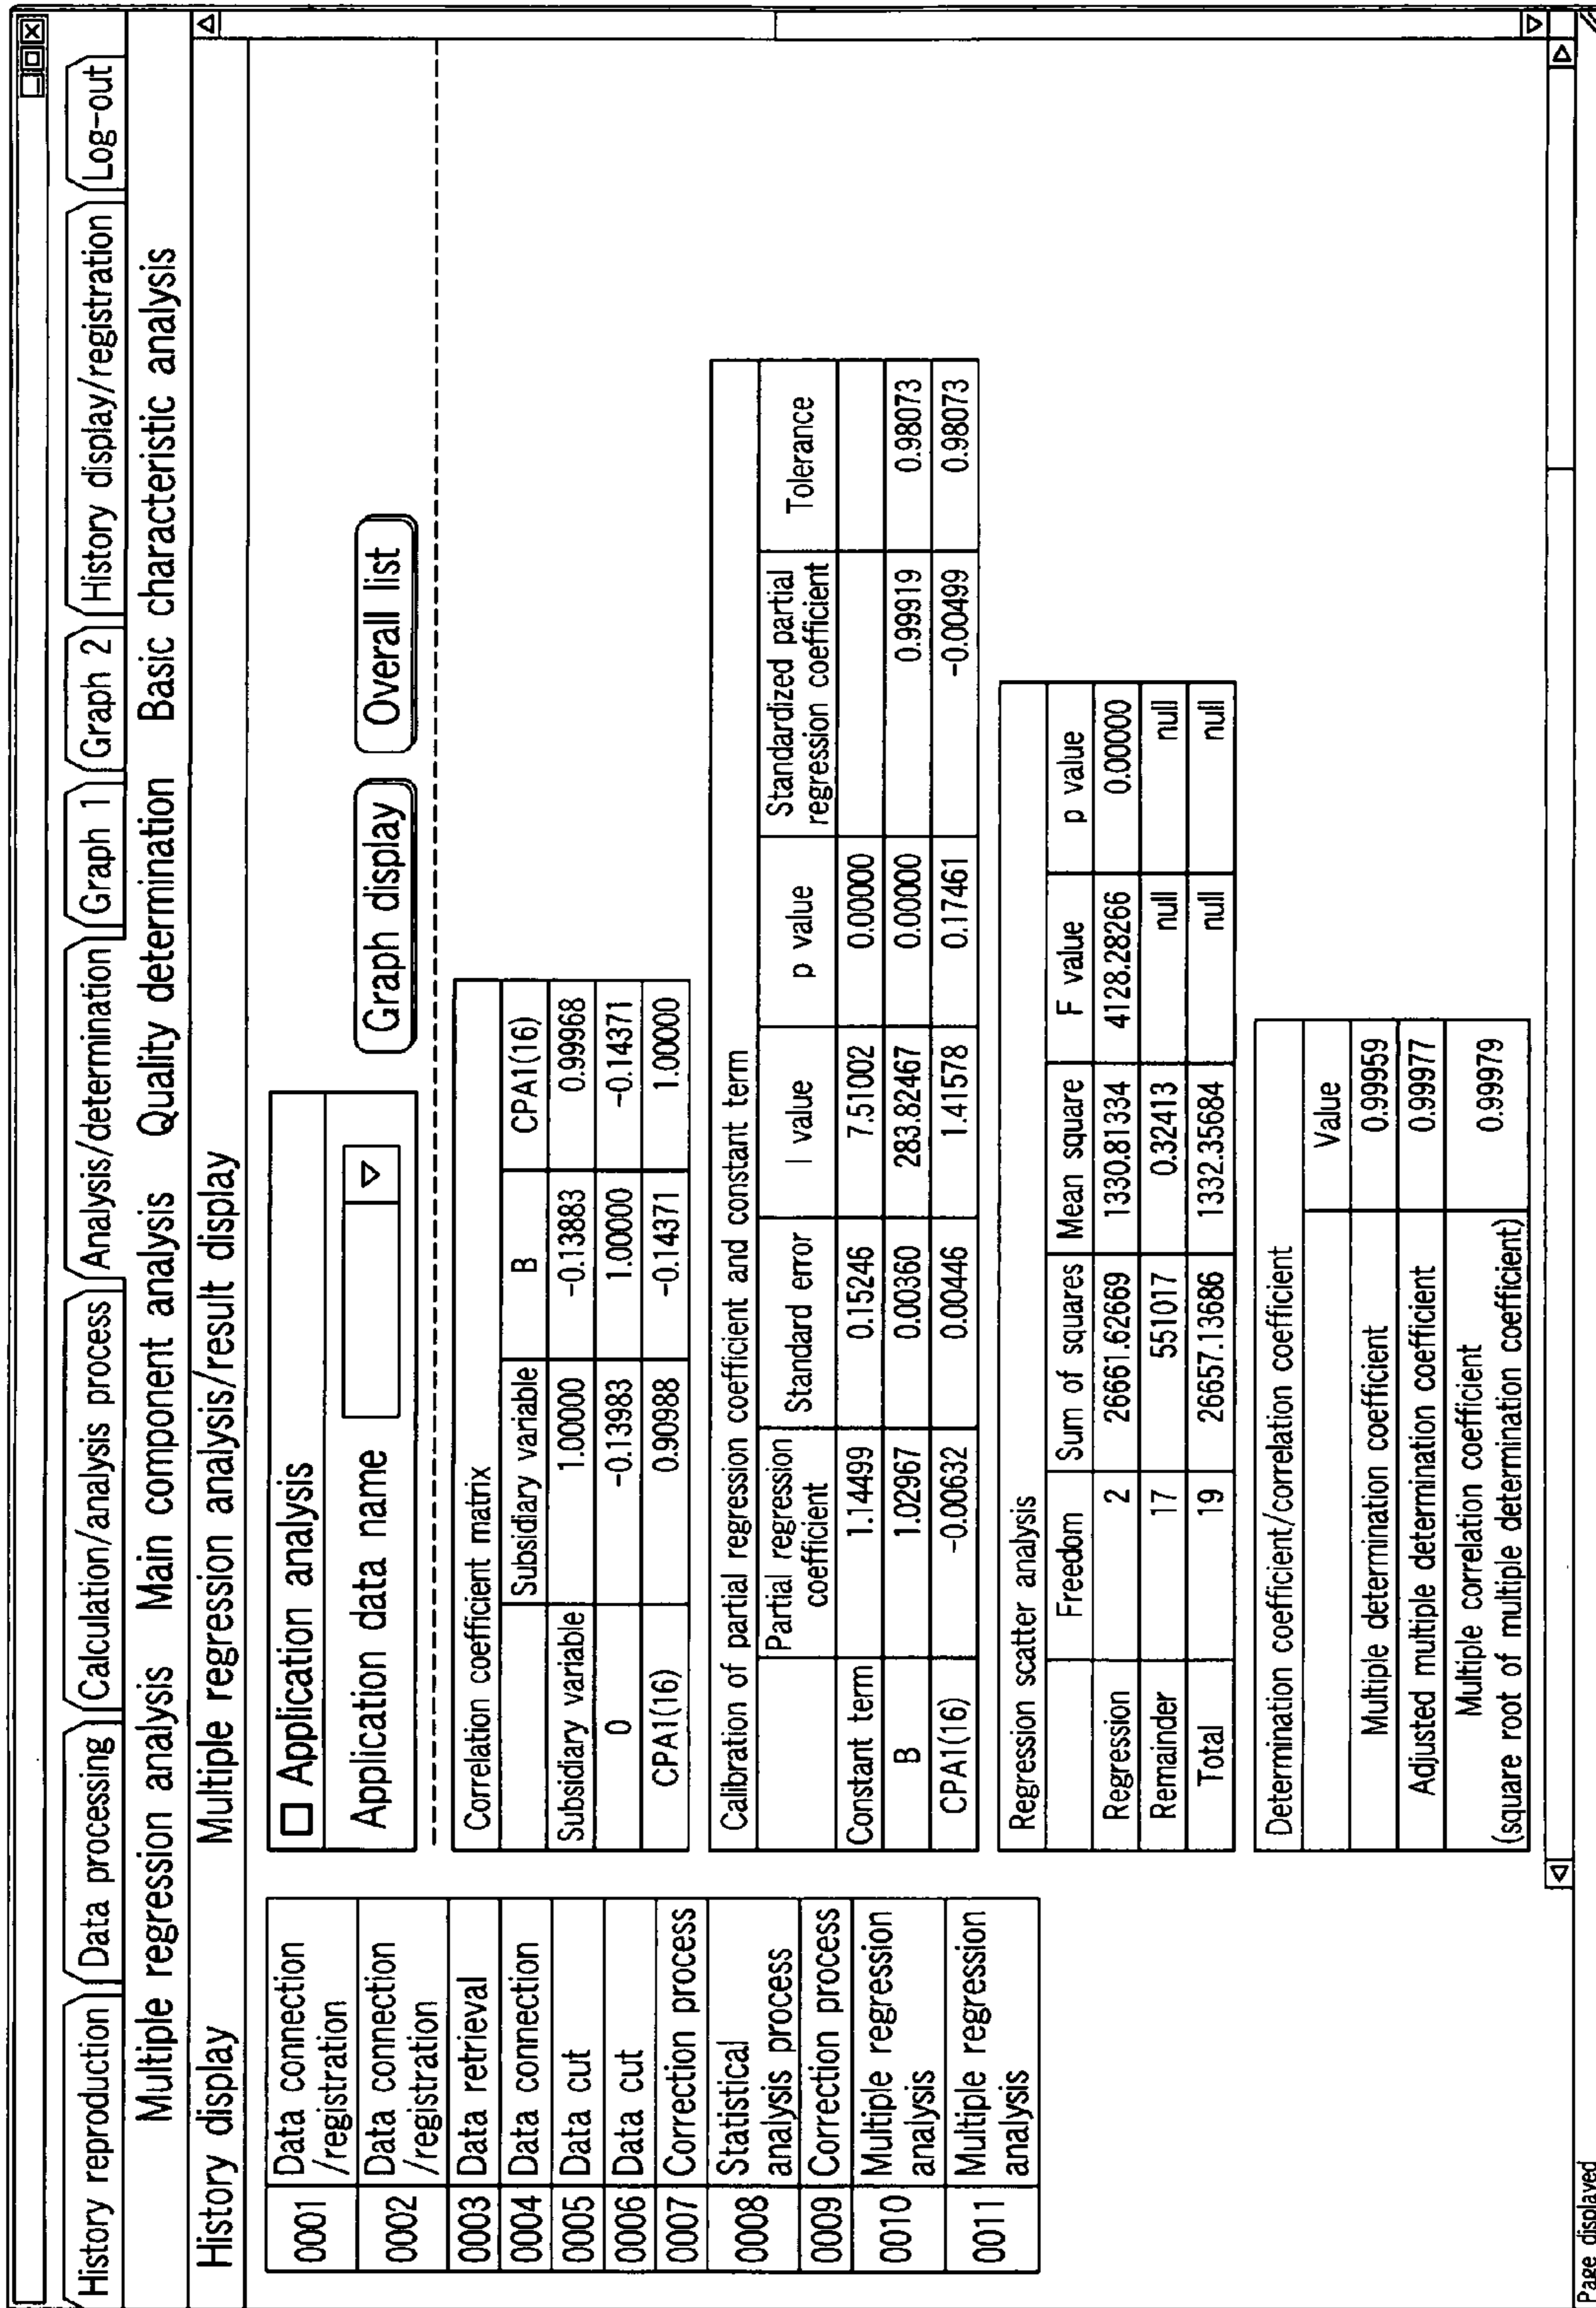 History reproduction Data processing Calculation/analysis process Analysis/determination Graph 1 Graph 2 History display/registration Log-out
Multiple regression analysis Main component analysis Quality determination Basic characteristic analysis
History display Multiple regression analysis/result display
0001 Data connection
/registration
0002 Data connection
/registration
0003 Data retrieval
0004 Data connection
0005 Data cut
0006 Data cut
0007 Correction process
0008 Statistical
analysis process
0009 Correction process
0010 Multiple regression
analysis
0011 Multiple regression
analysis
Application analysis
Application data name
Graph display Overall list
Correlation coefficient matrix
Subsidiary variable B CPA1(16)
Subsidiary variable 1.00000 -0.13883 0.99968
0 -0.13983 1.00000 -0.14371
CPA1(16) 0.90988 -0.14371 1.00000
Calibration of partial regression coefficient and constant term
Partial regression
coefficient Standard error l value p value Standardized partial
regression coefficient Tolerance
Constant term 1.14499 0.15246 7.51002 0.00000
B 1.02967 0.00360 283.82467 0.00000 0.99919 0.98073
CPA1(16) -0.00632 0.00446 1.41578 0.17461 -0.00499 0.98073
Regression scatter analysis
Freedom Sum of squares Mean square F value p value
Regression 2 26661.62669 1330.81334 4128.28266 0.00000
Remainder 17 551017 0.32413 null null
Total 19 26657.13686 1332.35684 null null
Determination coefficient/correlation coefficient
Value
Multiple determination coefficient 0.99959
Adjusted multiple determination coefficient 0.99977
Multiple correlation coefficient
(square root of multiple determination coefficient) 0.99979
Page displayed